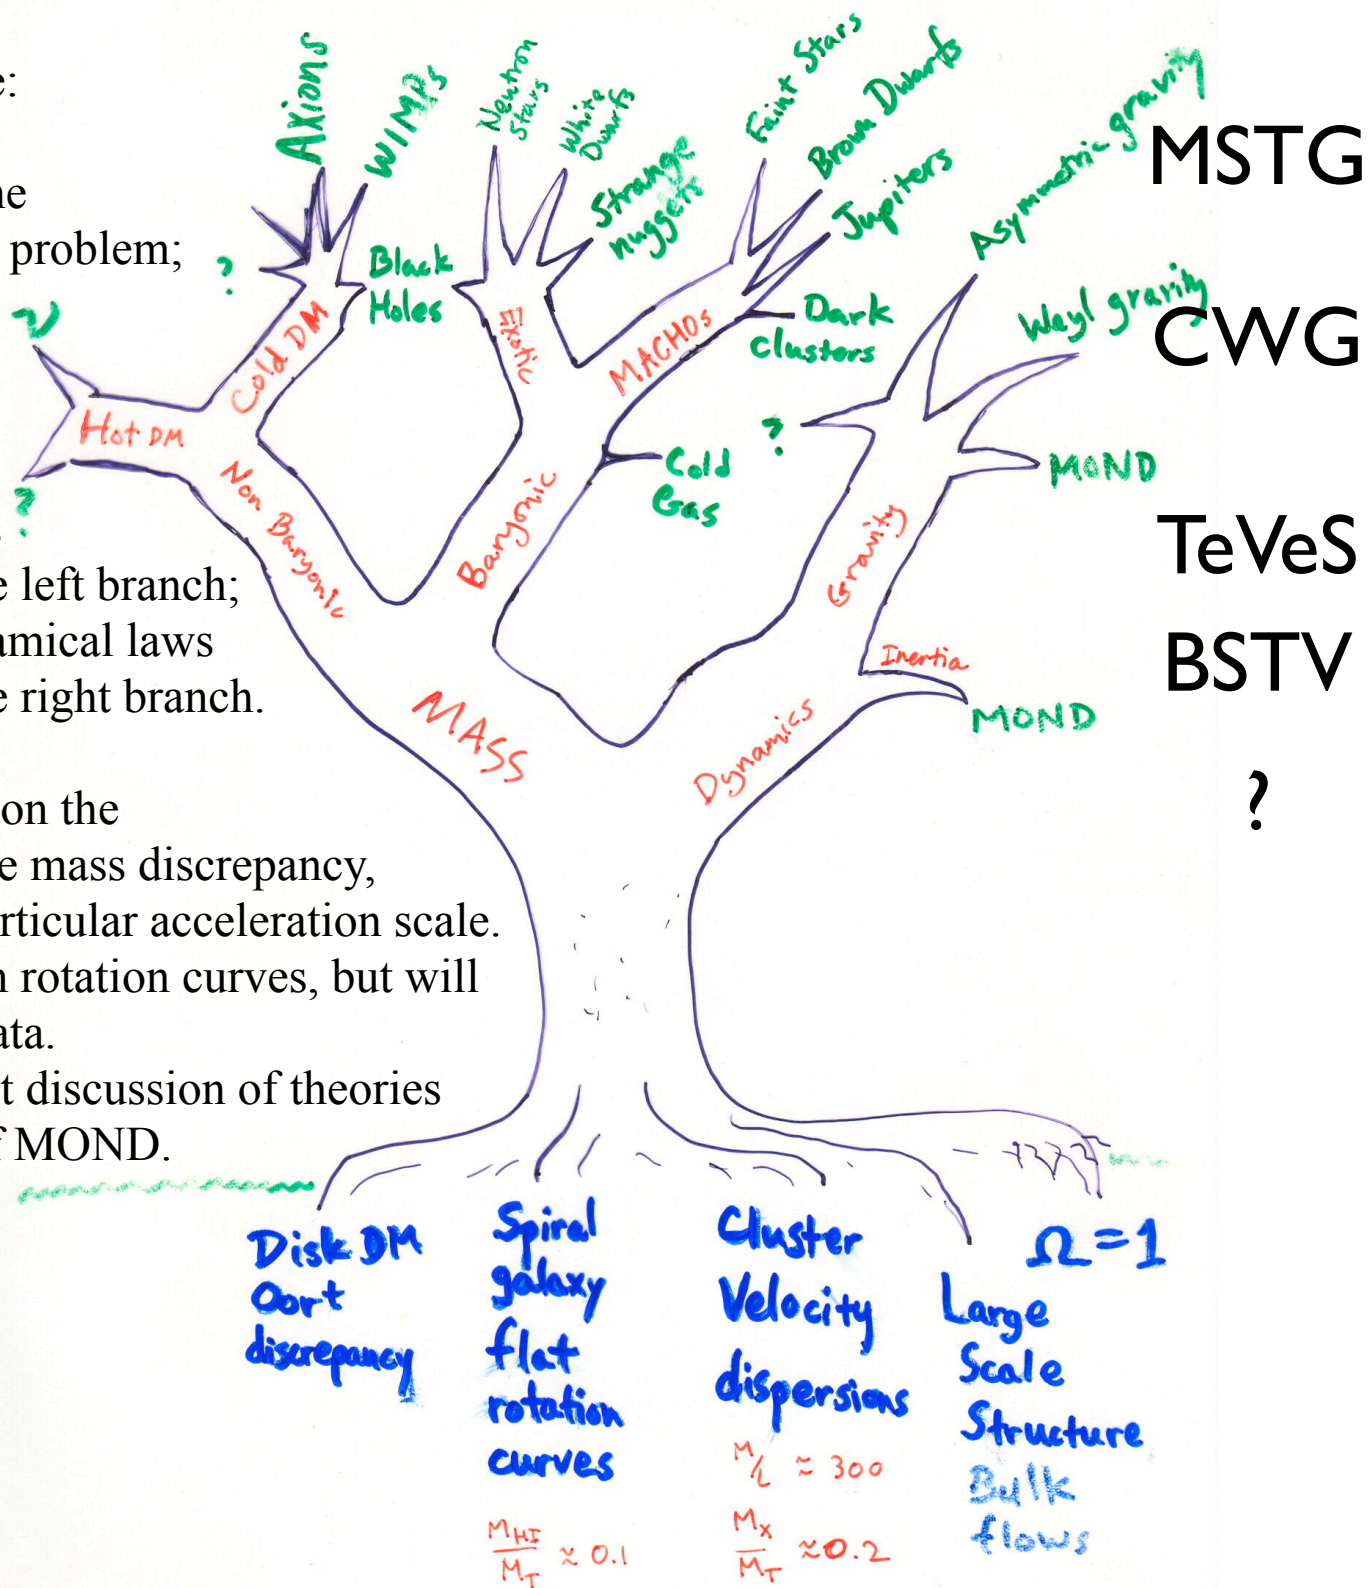 e:
ne
problem;
e left branch;
amical laws
e right branch.
on the
e mass discrepancy,
rticular acceleration scale.
n rotation curves, but will
ata.
t discussion of theories
f MOND.
Axions
WIMPs
Neutron
Stars
White
Dwarfs
Strange
nuggets
Faint Stars
Brown Dwarfs
Jupiters
Asymmetric gravity
Weyl gravity
?
Black
Holes
Dark
clusters
ν
?
?
Cold
Gas
MOND
MOND
Cold DM
Hot DM
Exotic
MACHOs
Non Baryonic
Baryonic
Gravity
Inertia
MASS
Dynamics
MSTG
CWG
TeVeS
BSTV
?
Disk DM
Oort
discrepancy
Spiral
galaxy
flat
rotation
curves
M_HI/M_T ≈ 0.1
Cluster
Velocity
dispersions
M/L ≈ 300
M_X/M_T ≈ 0.2
Large
Scale
Structure
Bulk
flows
Ω = 1